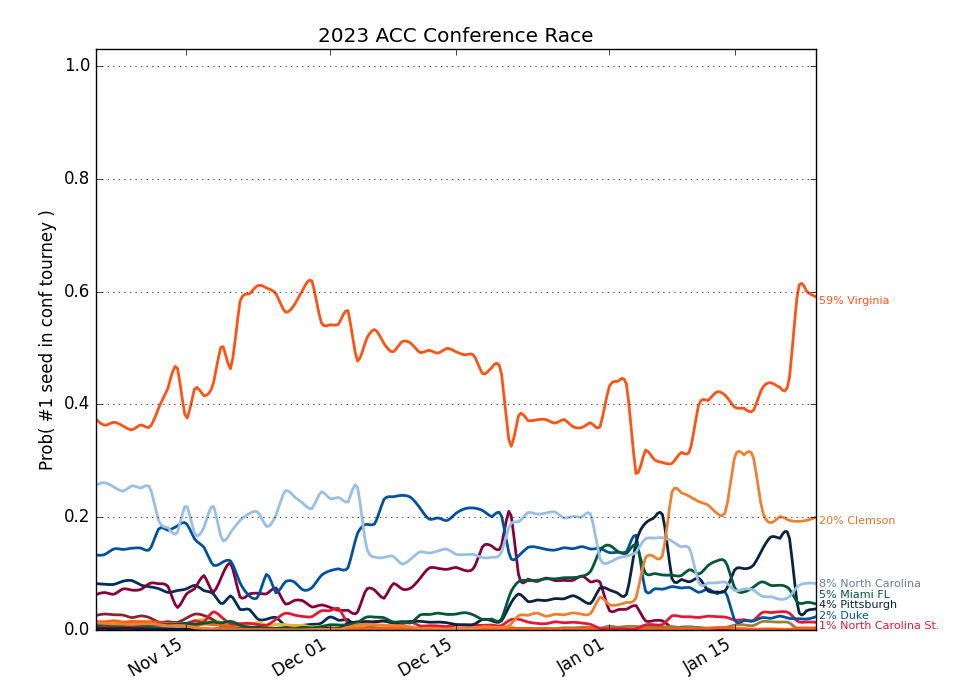 2023 ACC Conference Race
Prob( #1 seed in conf tourney )
1.0
0.8
0.6
0.4
0.2
0.0
Nov 15
Dec 01
Dec 15
Jan 01
Jan 15
59% Virginia
20% Clemson
8% North Carolina
5% Miami FL
4% Pittsburgh
2% Duke
1% North Carolina St.